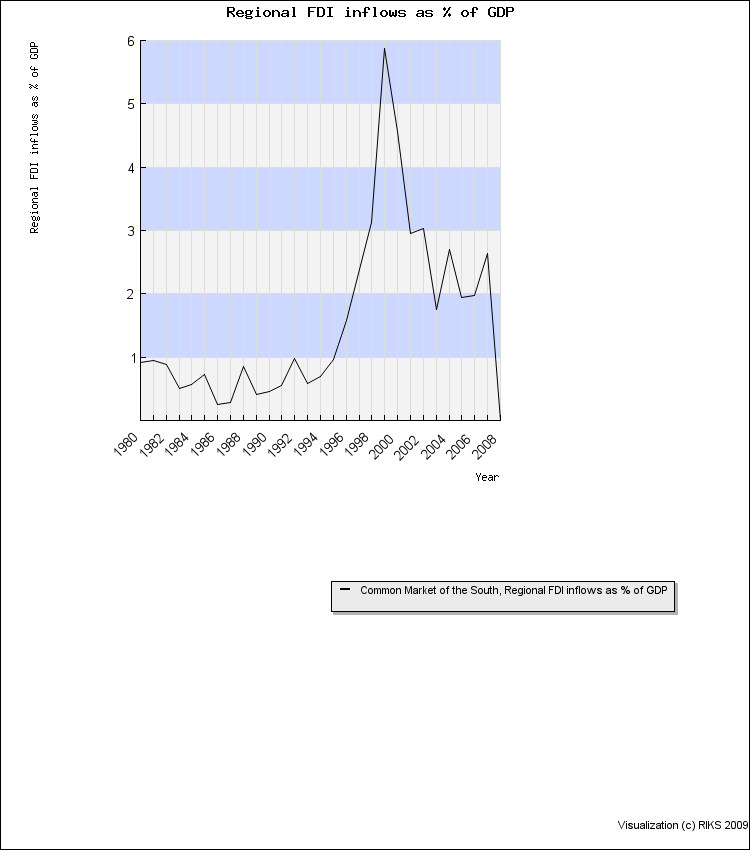 Regional FDI inflows as % of GDP
Regional FDI inflows as % of GDP
6
5
4
3
2
1
1980 1982 1984 1986 1988 1990 1992 1994 1996 1998 2000 2002 2004 2006 2008
Year
Common Market of the South, Regional FDI inflows as % of GDP
Visualization (c) RIKS 2009